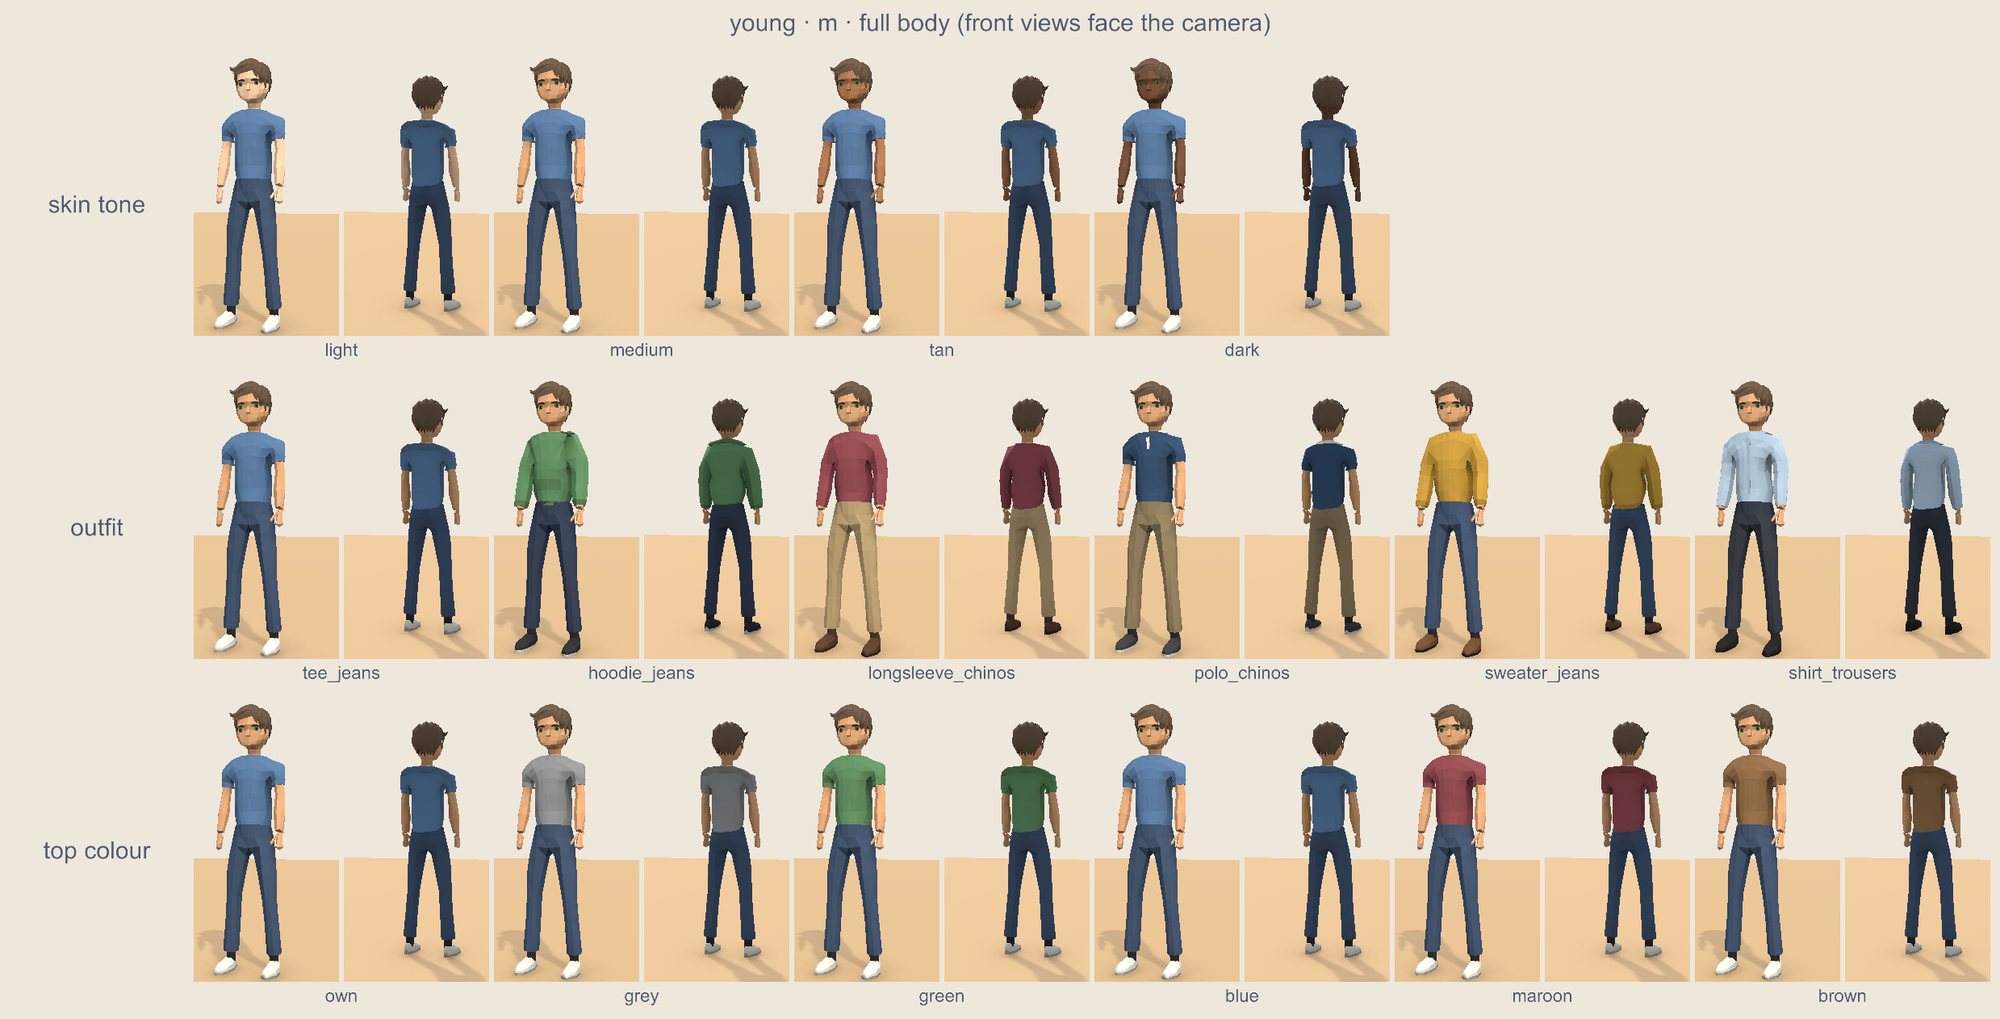 young · m · full body (front views face the camera)
skin tone
light medium tan dark
outfit
tee_jeans hoodie_jeans longsleeve_chinos polo_chinos sweater_jeans shirt_trousers
top colour
own grey green blue maroon brown